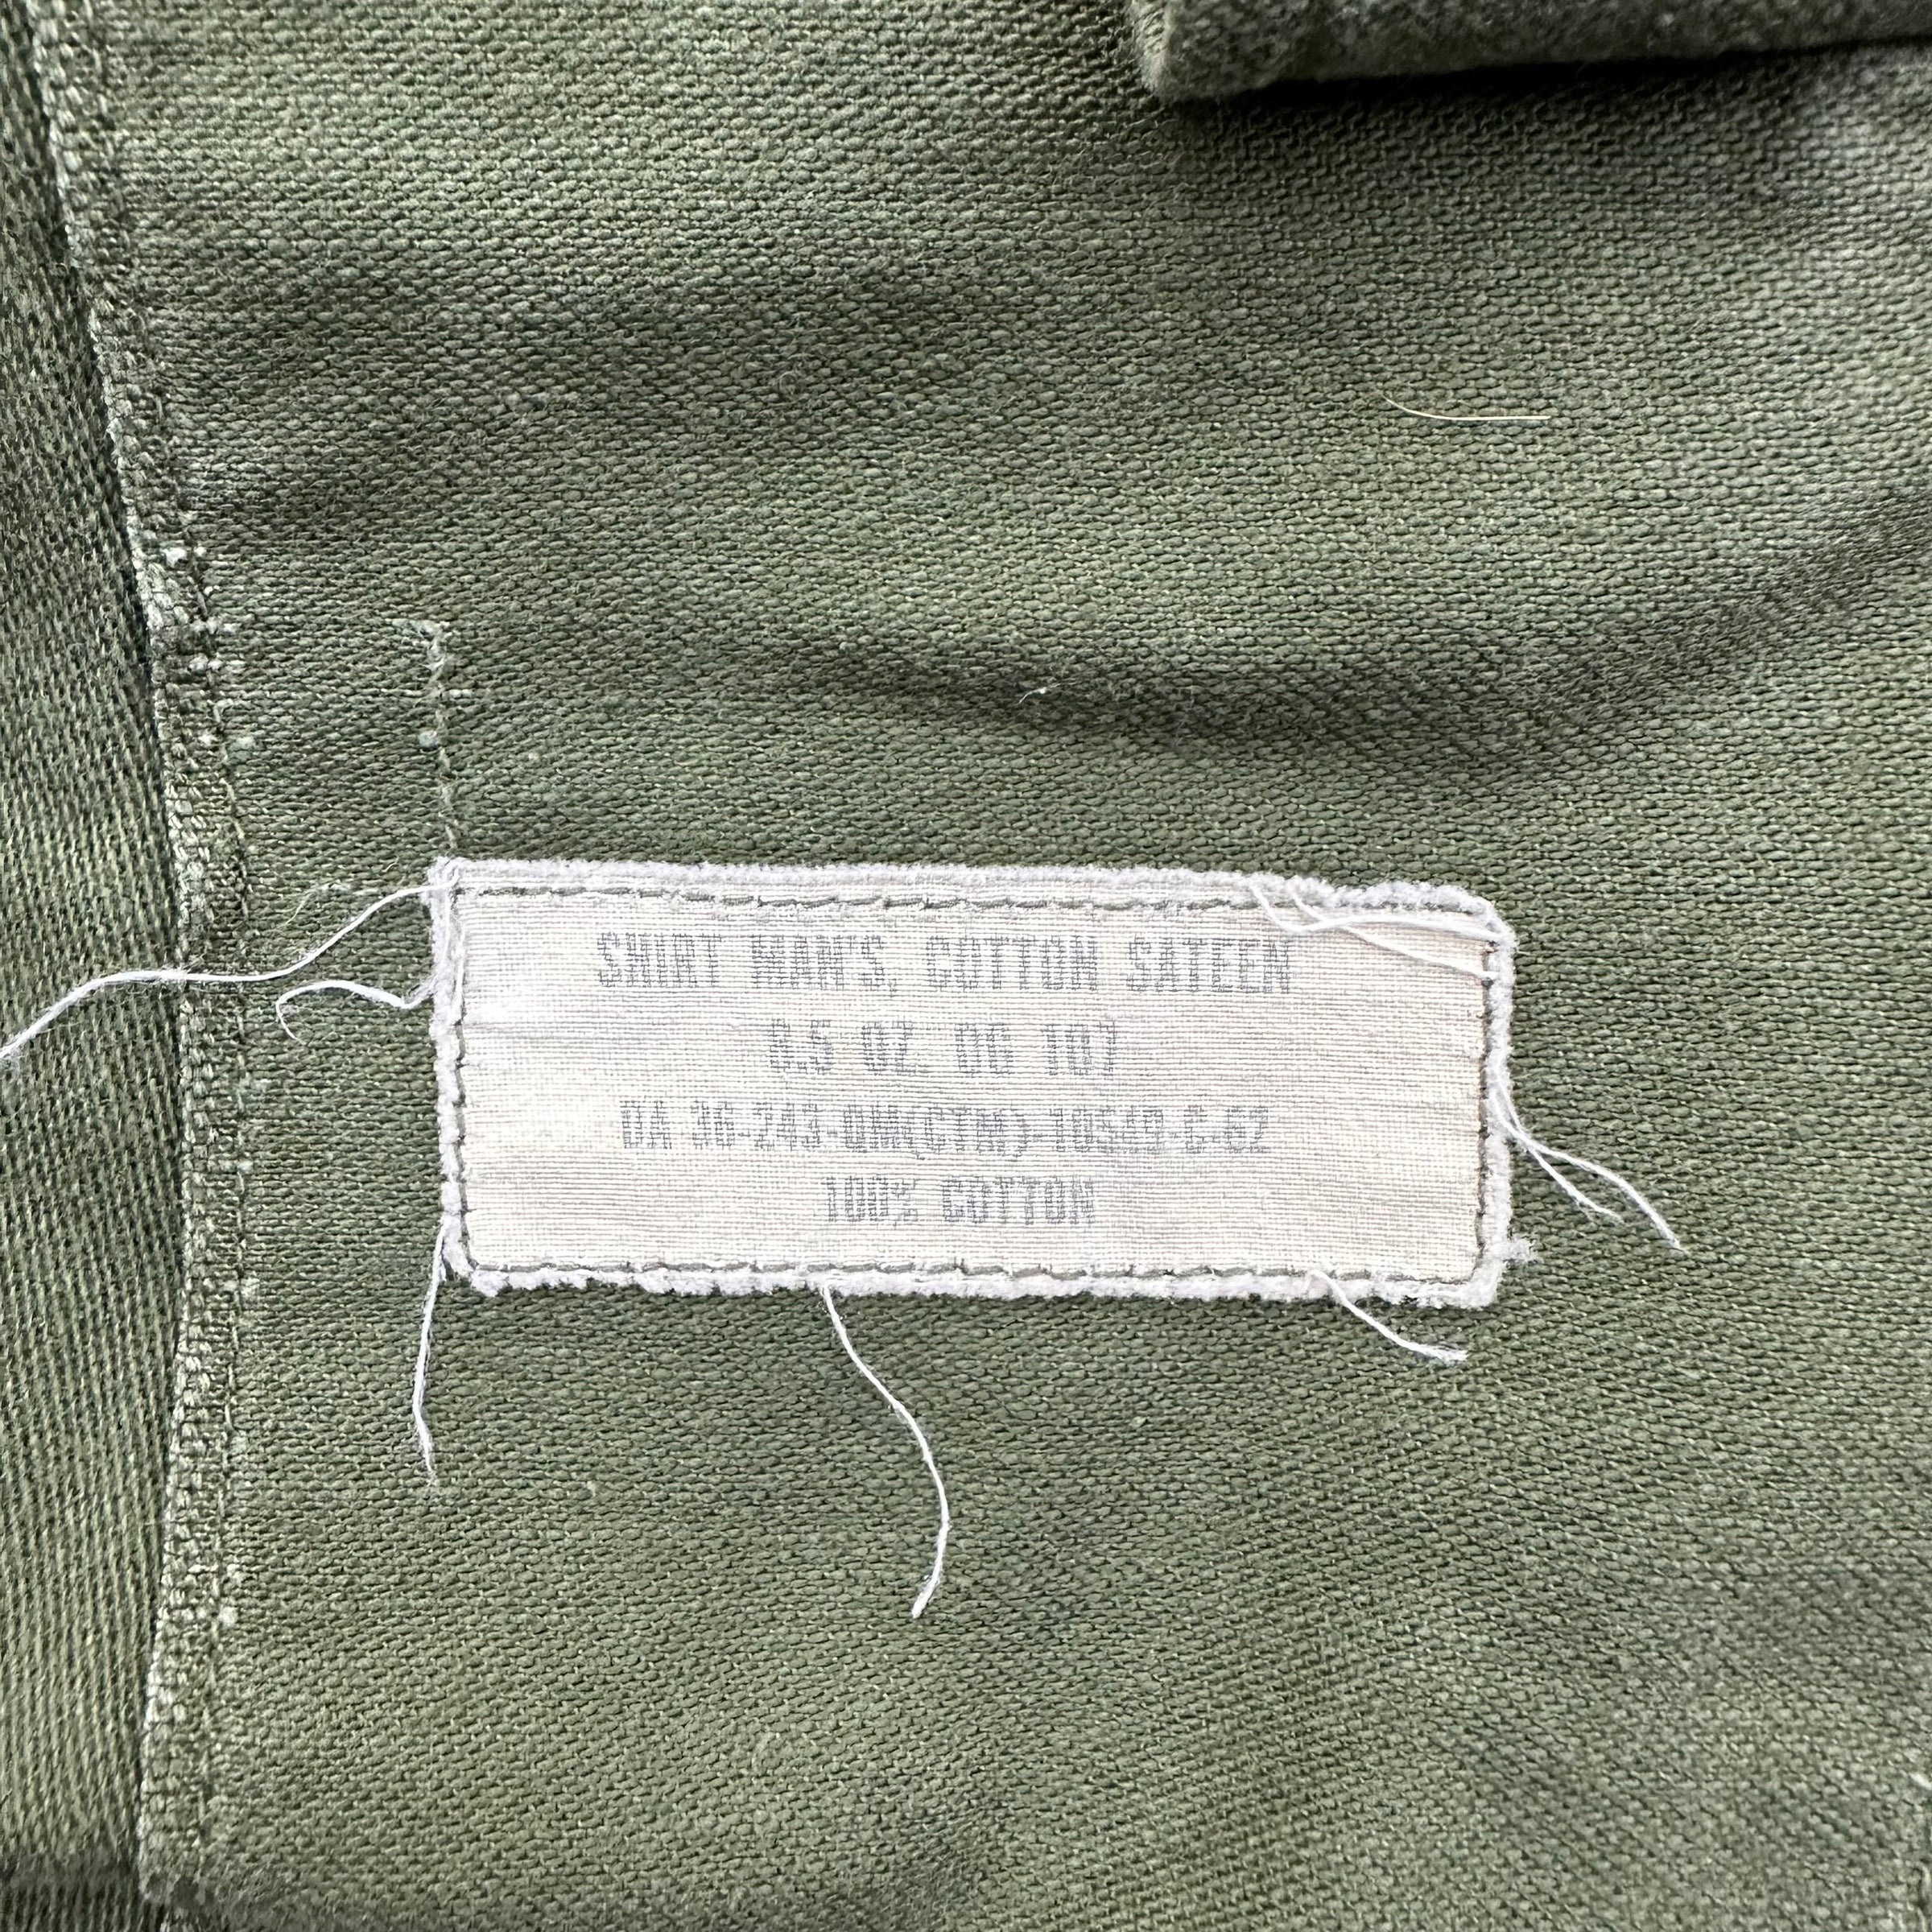 SHIRT MAN'S, COTTON SATEEN
8.5 OZ. OG 107
DA 36-243-QM(CTM)-10549-C-62
100% COTTON